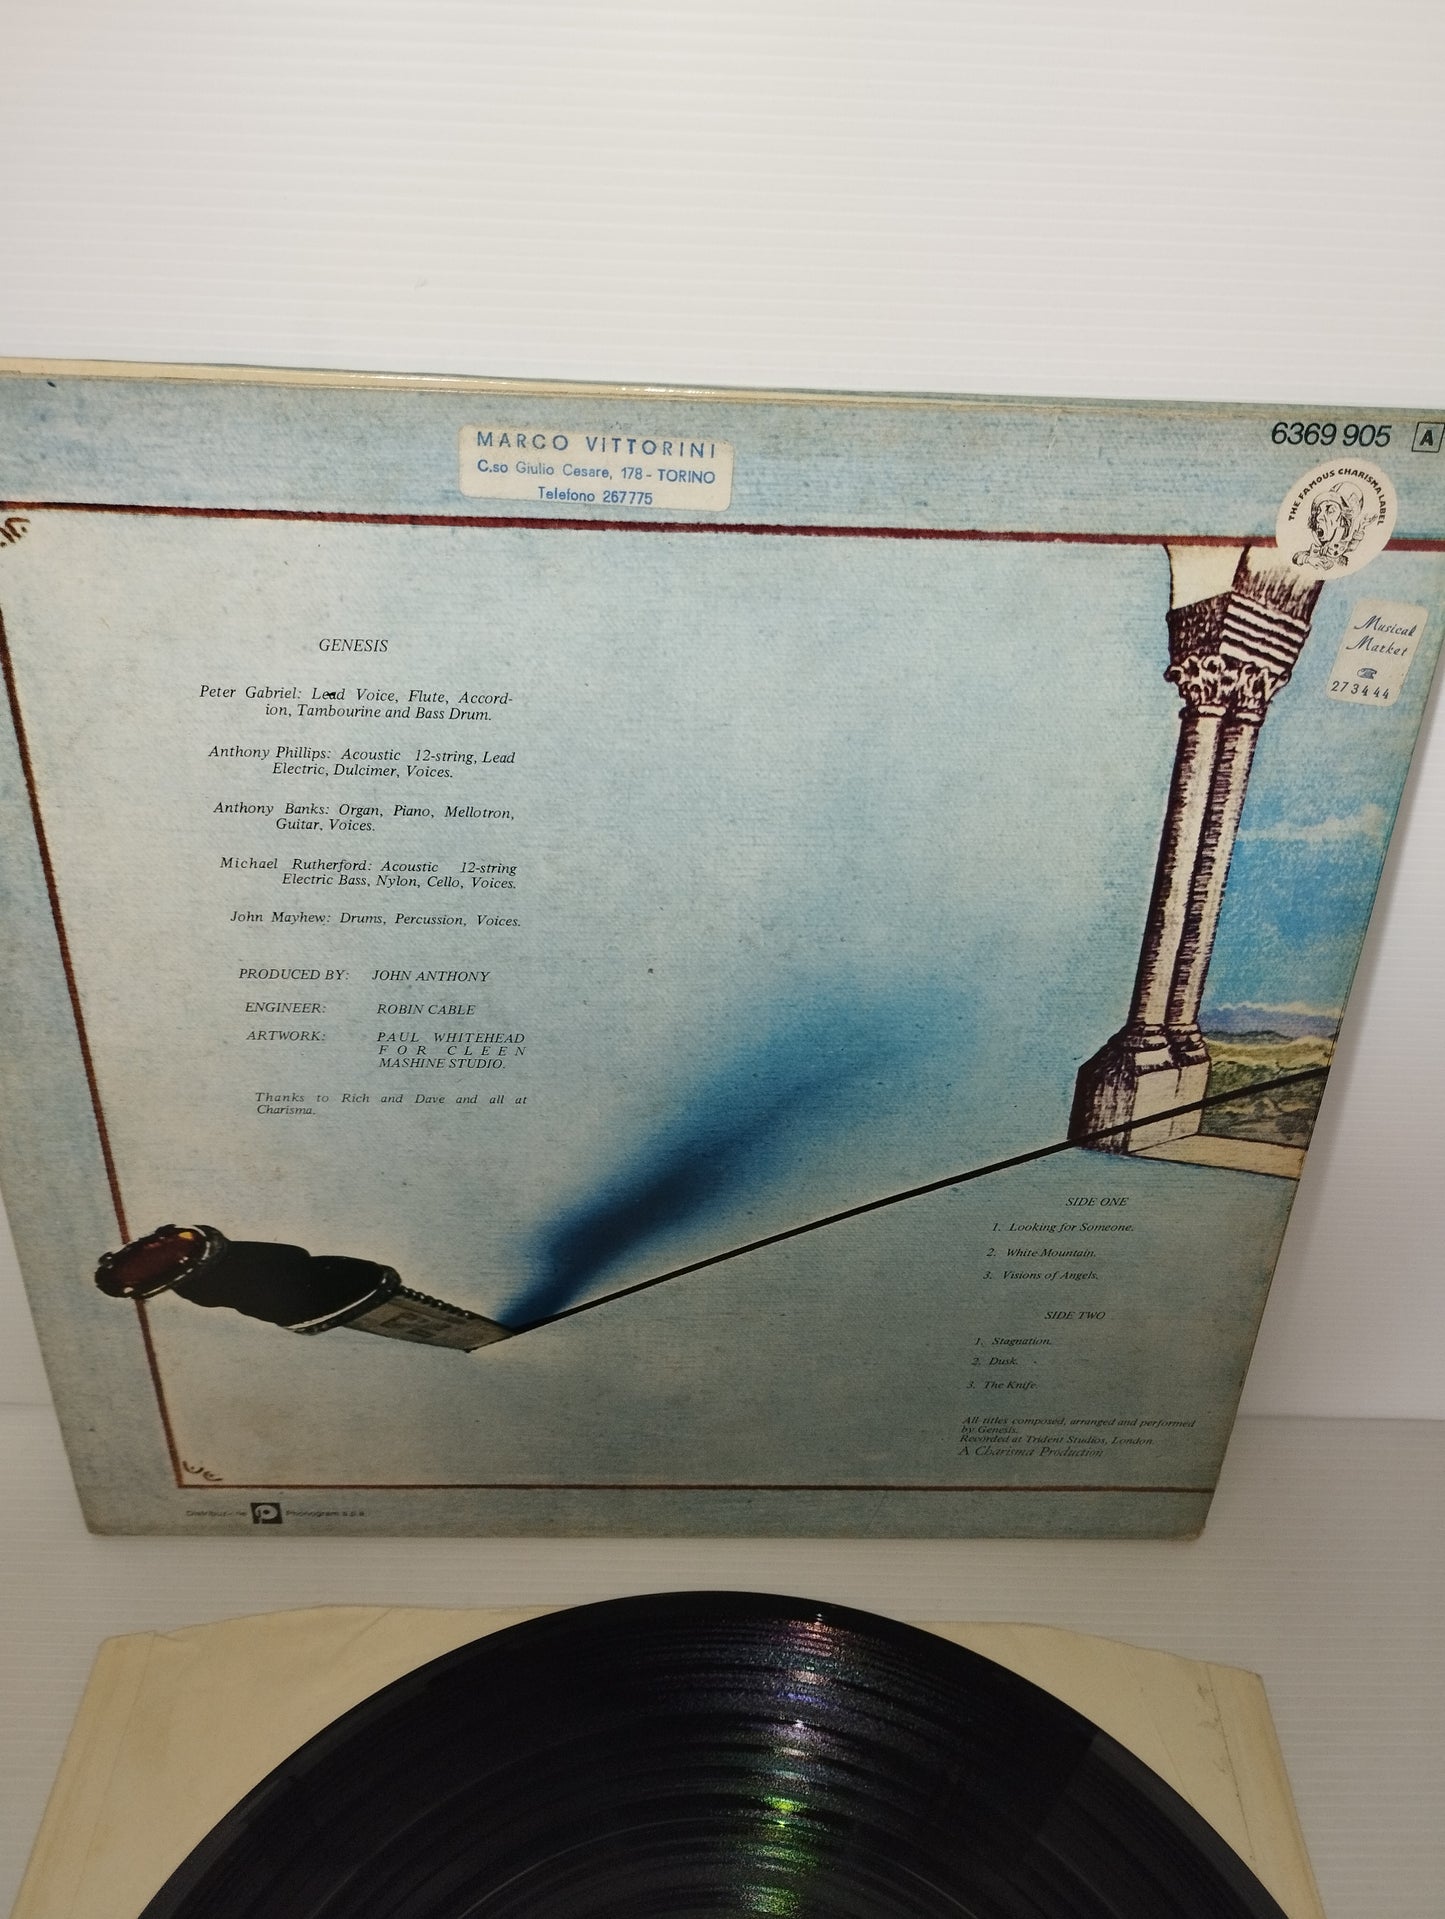 MARCO VITTORINI
C.so Giulio Cesare, 178 - TORINO
Telefono 267775
6369 905 A
THE FAMOUS CHARISMA LABEL
Musical
Market
273444
GENESIS
Peter Gabriel: Lead Voice, Flute, Accord-
ion, Tambourine and Bass Drum.
Anthony Phillips: Acoustic 12-string, Lead
Electric, Dulcimer, Voices.
Anthony Banks: Organ, Piano, Mellotron,
Guitar, Voices.
Michael Rutherford: Acoustic 12-string
Electric Bass, Nylon, Cello, Voices.
John Mayhew: Drums, Percussion, Voices.
PRODUCED BY: JOHN ANTHONY
ENGINEER: ROBIN CABLE
ARTWORK: PAUL WHITEHEAD
FOR CLEEN
MASHINE STUDIO.
Thanks to Rich and Dave and all at
Charisma.
SIDE ONE
1. Looking for Someone.
2. White Mountain.
3. Visions of Angels.
SIDE TWO
1. Stagnation.
2. Dusk.
3. The Knife.
All titles composed, arranged and performed
by Genesis.
Recorded at Trident Studios, London.
A Charisma Production
Phonogram s.p.a.